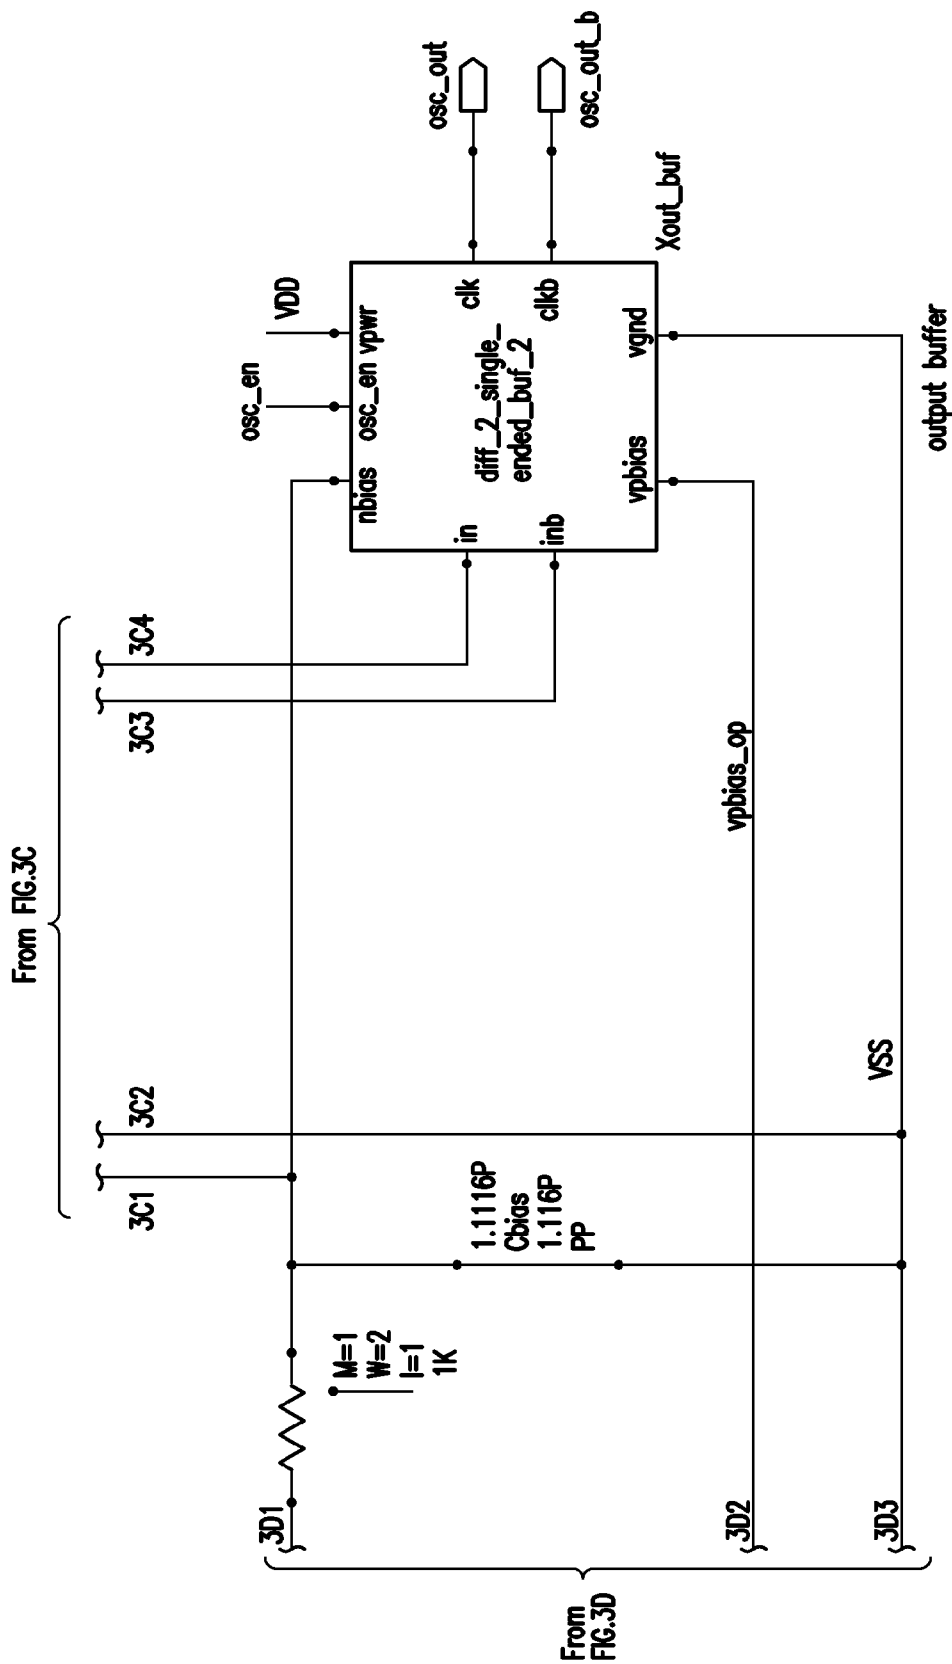 From FIG.3C
3C1
3C2
3C3
3C4
osc_en
VDD
nbias
osc_en
vpwr
in
inb
diff_2_single_
ended_buf_2
clk
clkb
vpbias
vgnd
osc_out
osc_out_b
Xout_buf
output buffer
3D1
M=1
W=2
l=1
1K
1.1116P
Cbias
1.116P
PP
vpbias_op
VSS
3D2
3D3
From
FIG.3D